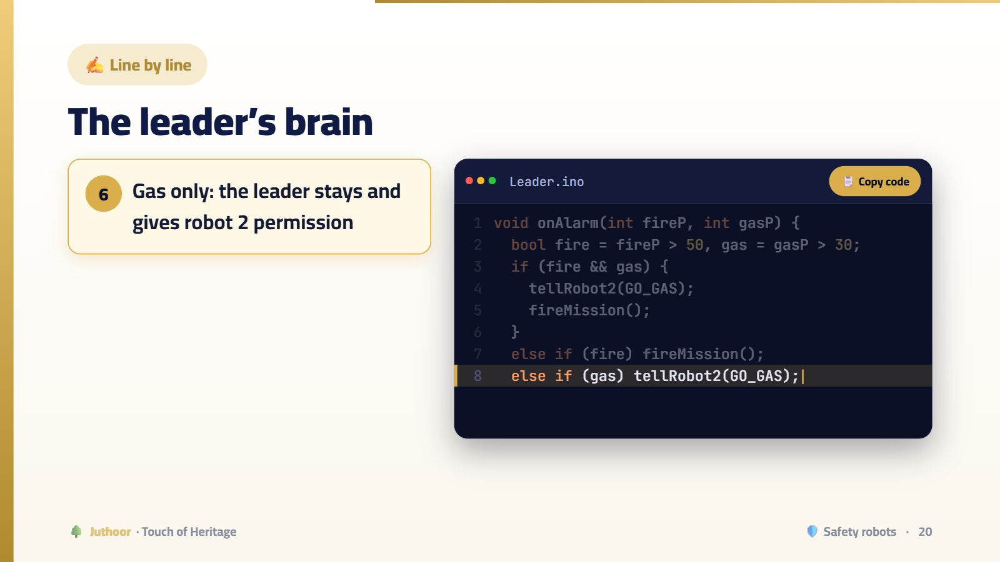 ✍️ Line by line
The leader’s brain
6 Gas only: the leader stays and
gives robot 2 permission
Leader.ino
📋 Copy code
1 void onAlarm(int fireP, int gasP) {
2   bool fire = fireP > 50, gas = gasP > 30;
3   if (fire && gas) {
4     tellRobot2(GO_GAS);
5     fireMission();
6   }
7   else if (fire) fireMission();
8   else if (gas) tellRobot2(GO_GAS);
🌳 Juthoor · Touch of Heritage
🛡️ Safety robots · 20